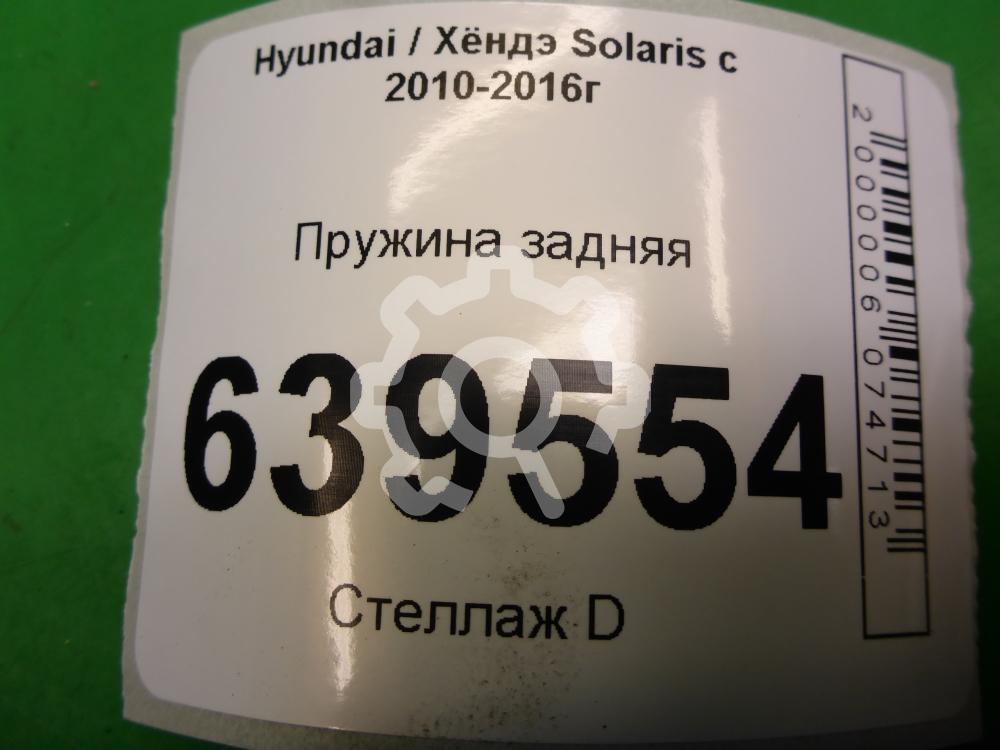 Hyundai / Хёндэ Solaris с
2010-2016г
Пружина задняя
639554
Стеллаж D
2000006074713